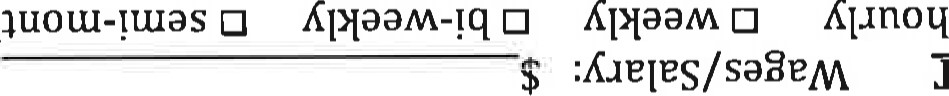 Wages/Salary: $
hourly ☐ weekly ☐ bi-weekly ☐ semi-mont